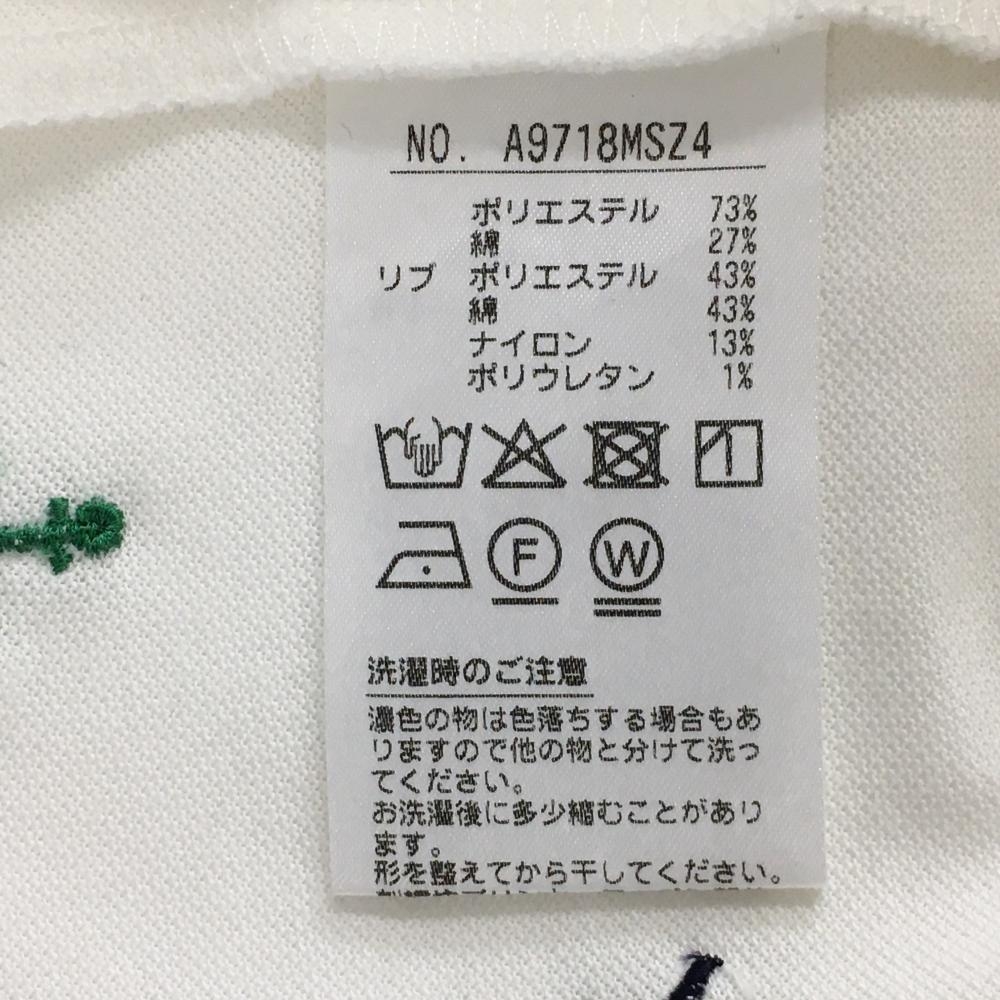 NO. A9718MSZ4
ポリエステル 73%
綿 27%
リブ ポリエステル 43%
綿 43%
ナイロン 13%
ポリウレタン 1%
F W
洗濯時のご注意
濃色の物は色落ちする場合もあ
りますので他の物と分けて洗っ
てください。
お洗濯後に多少縮むことがあり
ます。
形を整えてから干してください。